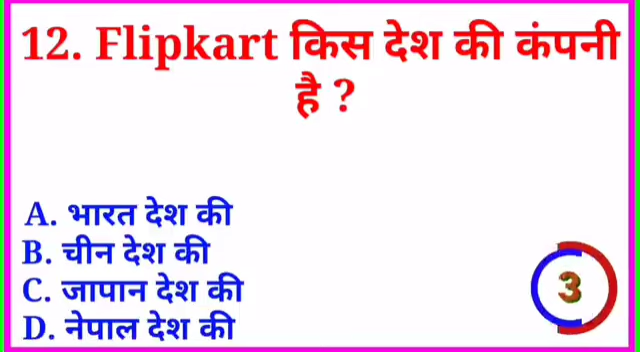 12. Flipkart किस देश की कंपनी
है ?
A. भारत देश की
B. चीन देश की
C. जापान देश की
D. नेपाल देश की
3